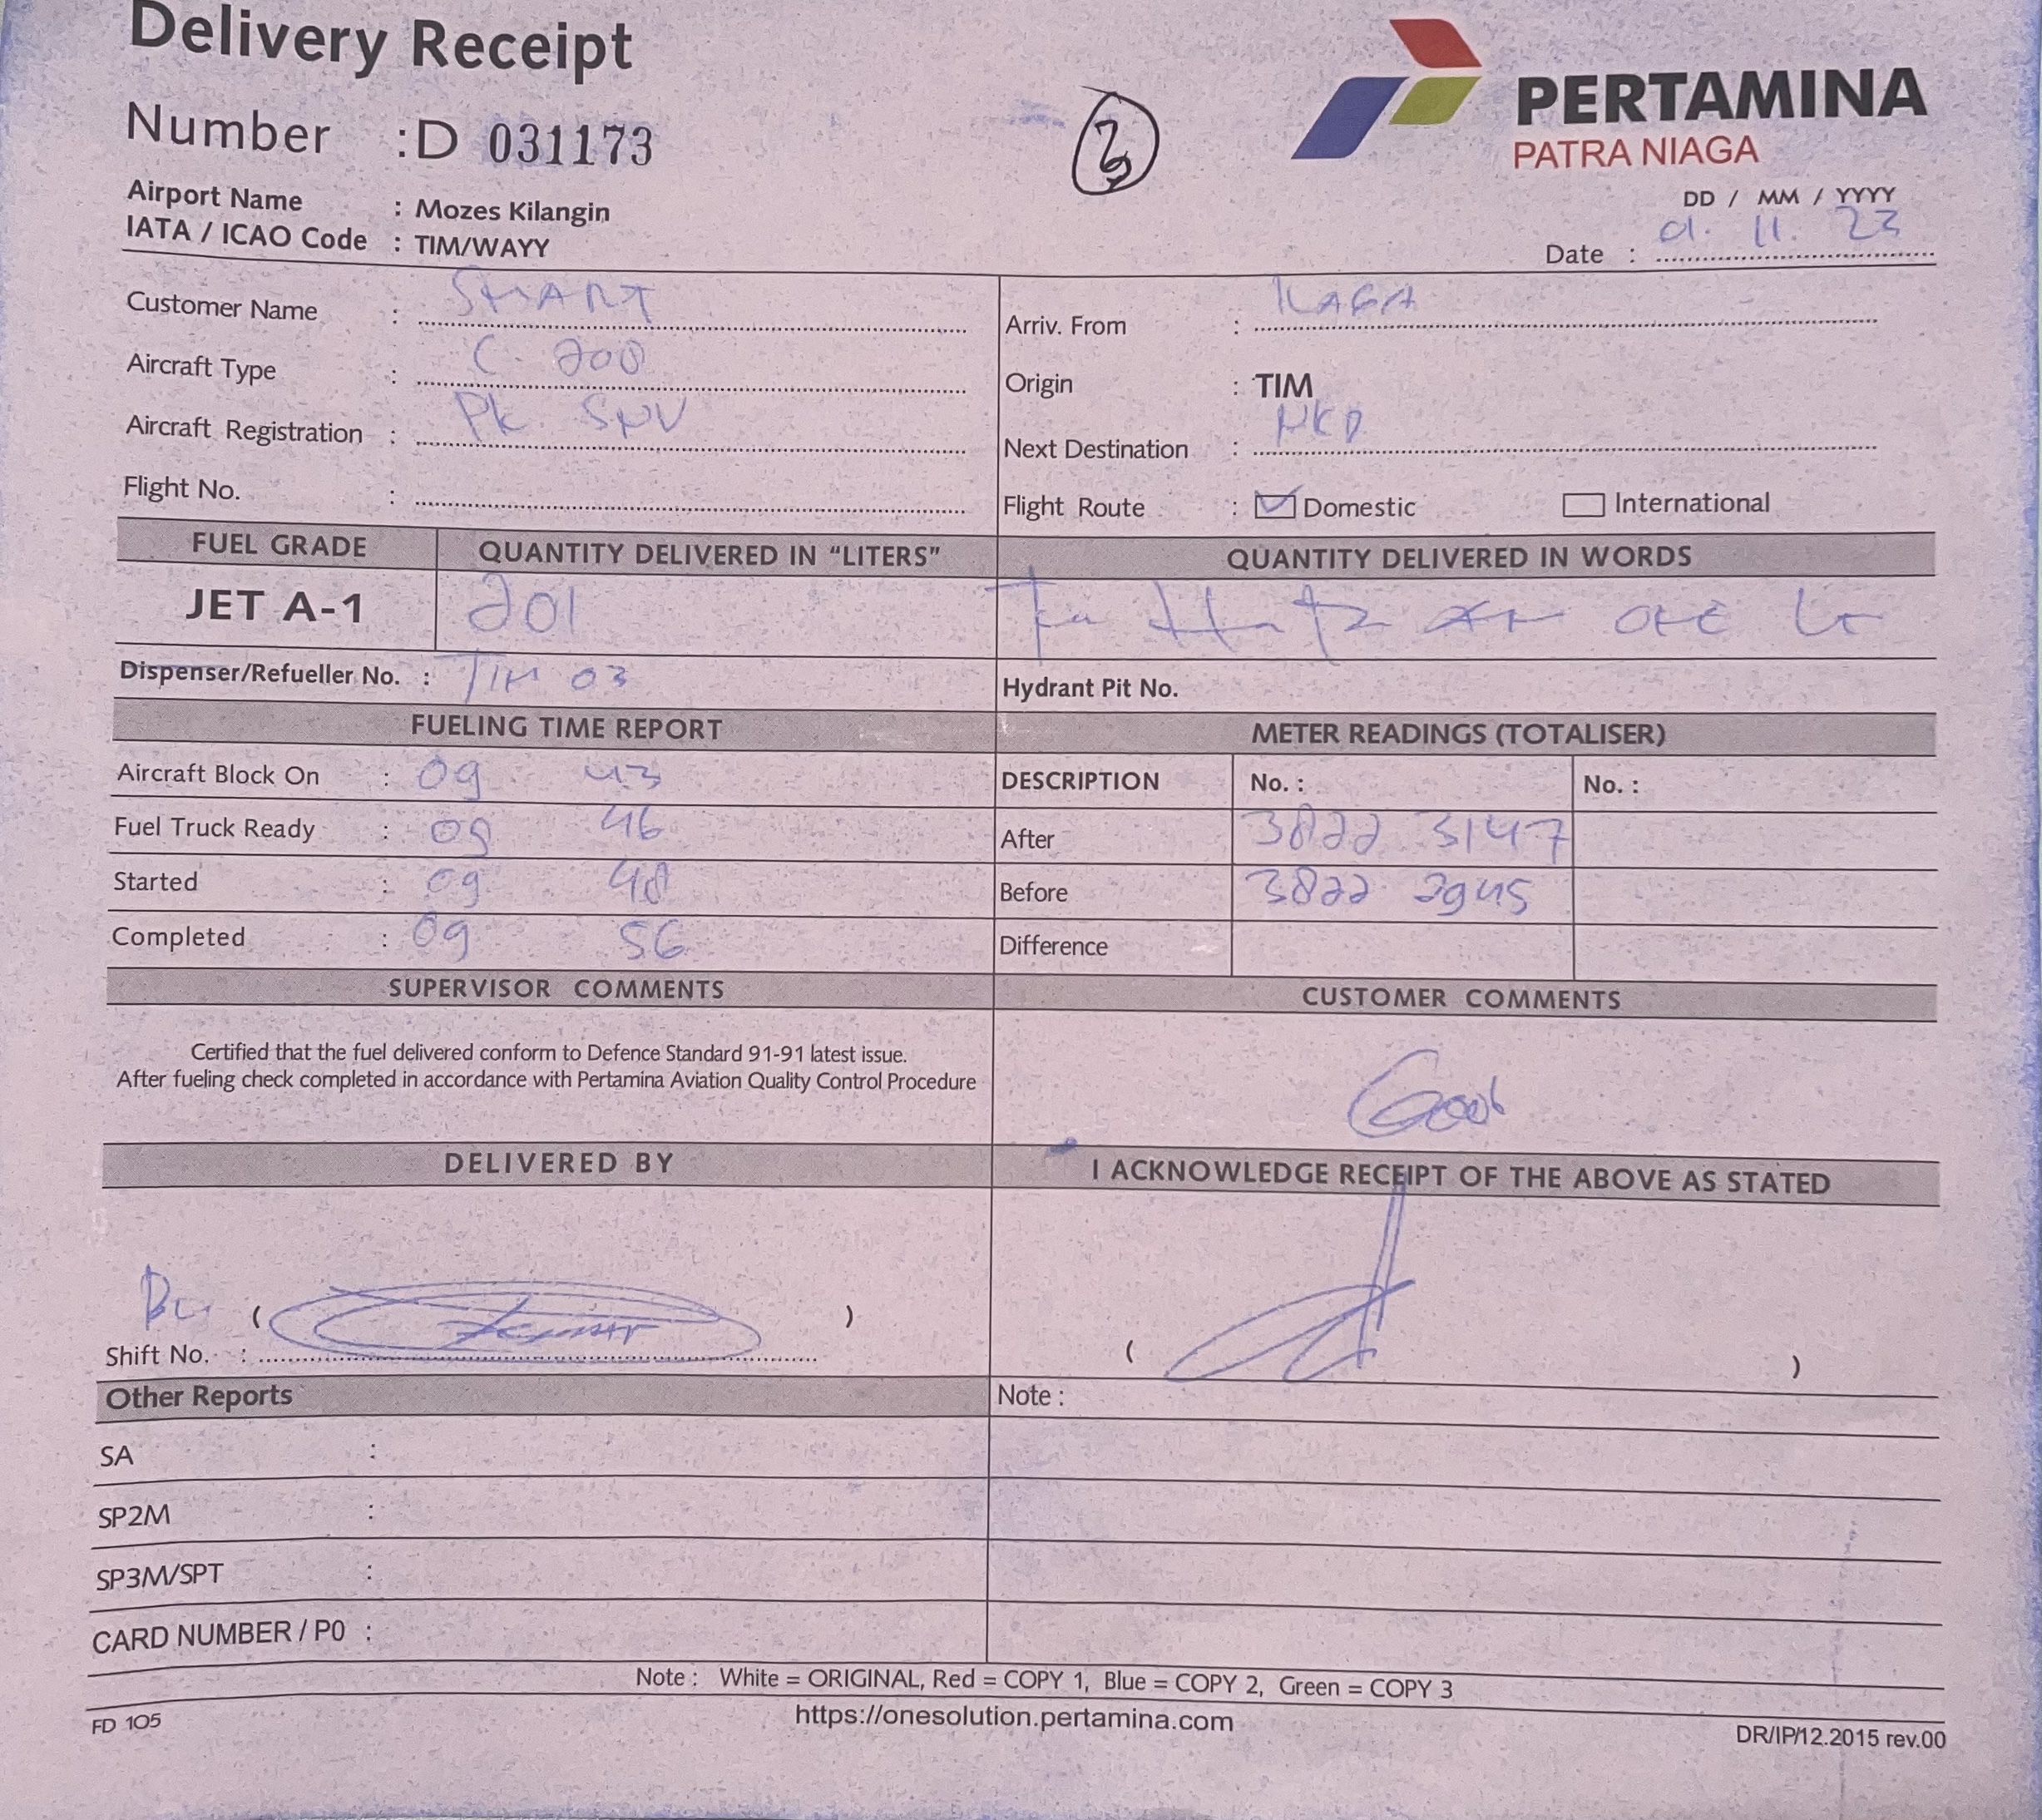 Delivery Receipt
Number : D 031173
3
PERTAMINA
PATRA NIAGA
Airport Name : Mozes Kilangin
IATA / ICAO Code : TIM/WAYY
DD / MM / YYYY
Date : 01. 11. 23
Customer Name : SMART
Aircraft Type : C. 208
Aircraft Registration : PK.
Flight No. :
Arriv. From : ILAGA
Origin : TIM
Next Destination :
Flight Route : Domestic International
FUEL GRADE QUANTITY DELIVERED IN “LITERS” QUANTITY DELIVERED IN WORDS
JET A-1 201
Dispenser/Refueller No. : TIM 03
Hydrant Pit No.
FUELING TIME REPORT
Aircraft Block On : 09 43
Fuel Truck Ready : 09 46
Started : 09 48
Completed : 09 56
METER READINGS (TOTALISER)
DESCRIPTION No. : No. :
After 3822 3147
Before 3822 2945
Difference
SUPERVISOR COMMENTS
Certified that the fuel delivered conform to Defence Standard 91-91 latest issue.
After fueling check completed in accordance with Pertamina Aviation Quality Control Procedure
CUSTOMER COMMENTS
Good
DELIVERED BY
( )
Shift No. :
I ACKNOWLEDGE RECEIPT OF THE ABOVE AS STATED
( )
Other Reports
SA :
SP2M :
SP3M/SPT :
CARD NUMBER / P0 :
Note :
Note : White = ORIGINAL, Red = COPY 1, Blue = COPY 2, Green = COPY 3
FD 105
https://onesolution.pertamina.com
DR/IP/12.2015 rev.00